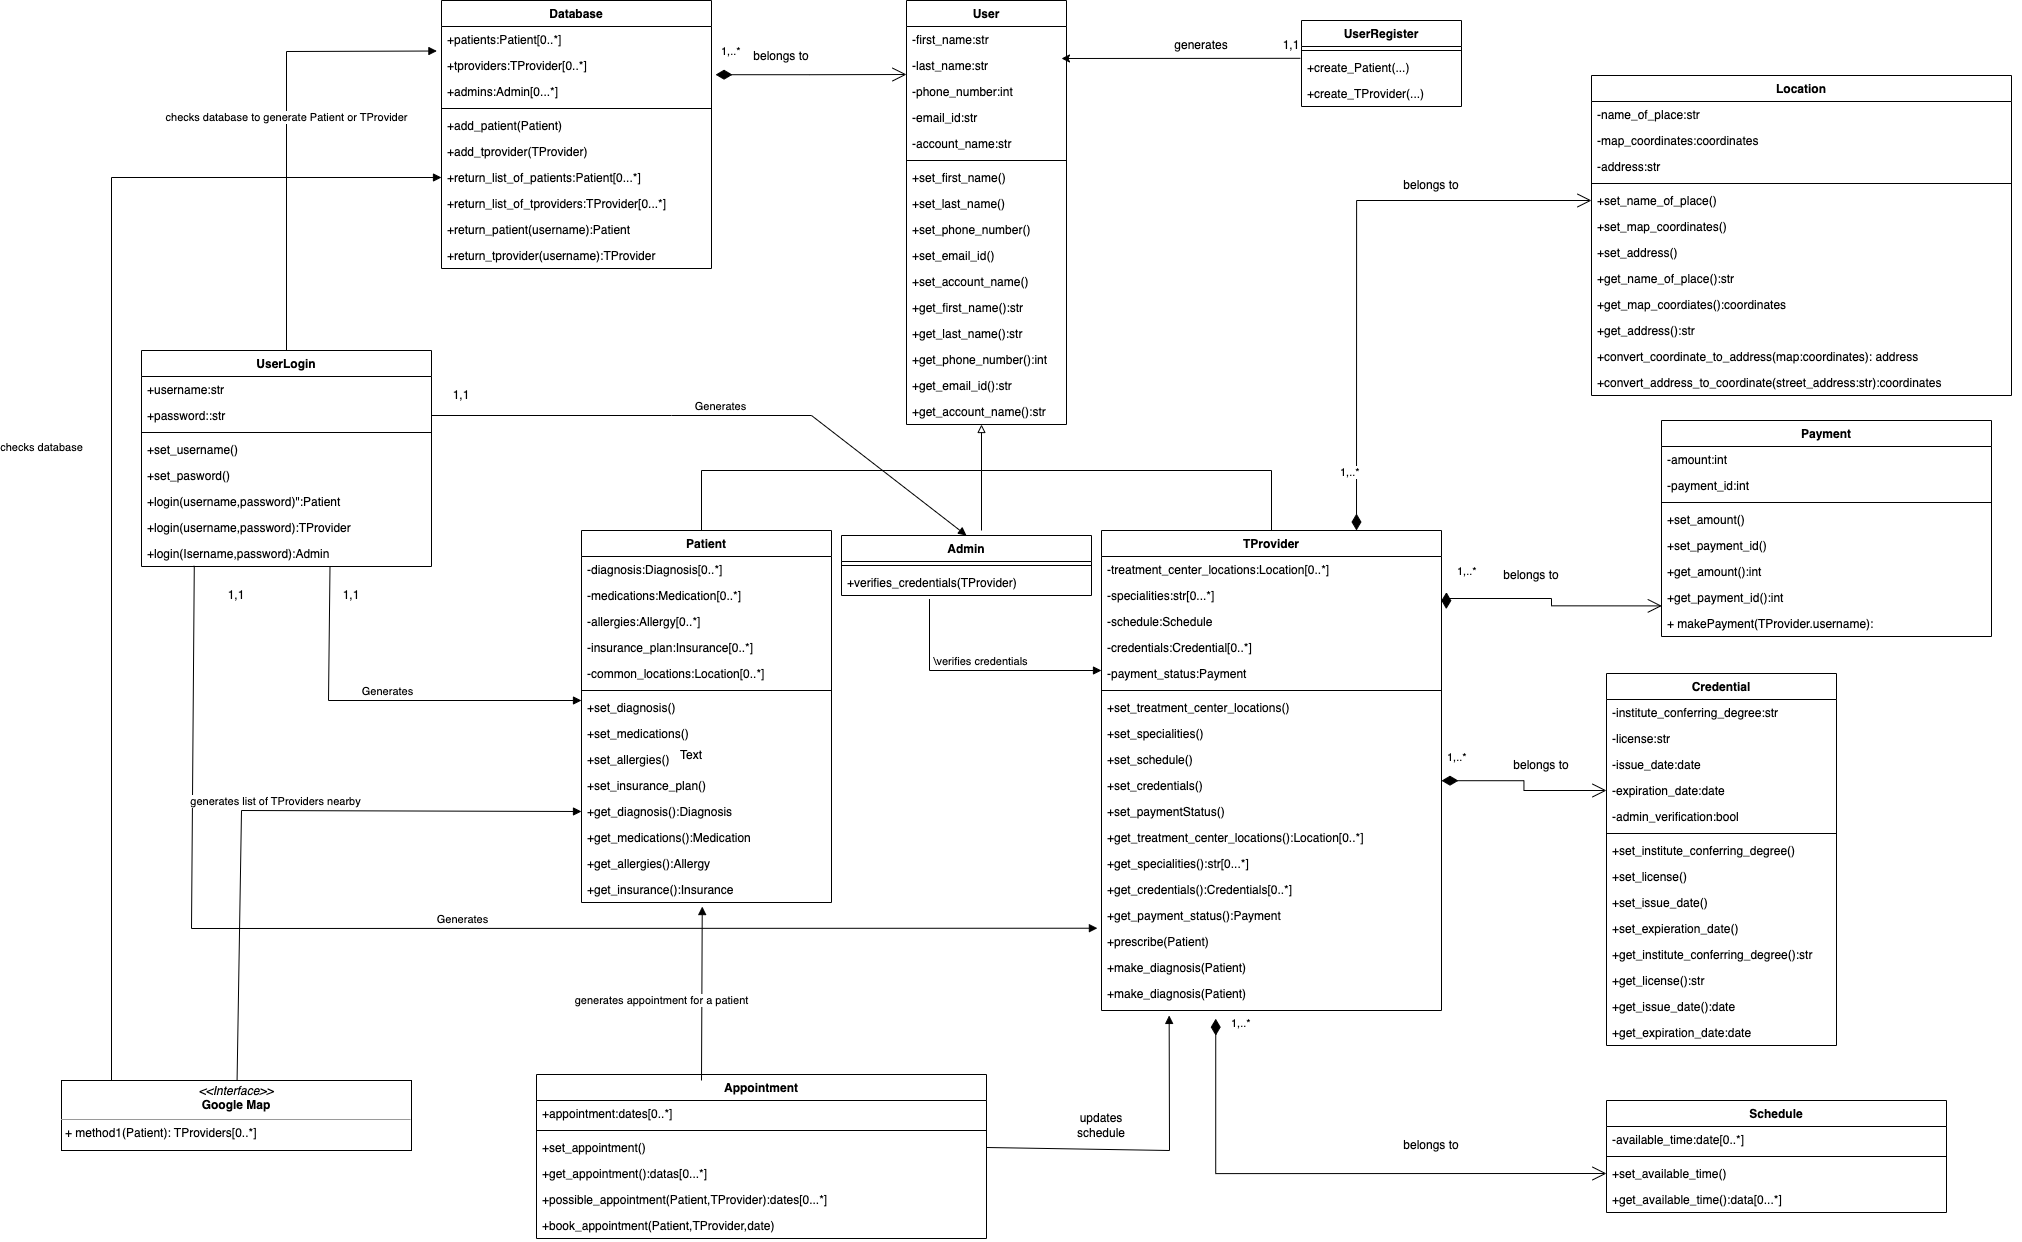 Database
+patients:Patient[0..*]
+tproviders:TProvider[0..*]
+admins:Admin[0...*]
+add_patient(Patient)
+add_tprovider(TProvider)
+return_list_of_patients:Patient[0...*]
+return_list_of_tproviders:TProvider[0...*]
+return_patient(username):Patient
+return_tprovider(username):TProvider
1,..*
belongs to
User
-first_name:str
-last_name:str
-phone_number:int
-email_id:str
-account_name:str
+set_first_name()
+set_last_name()
+set_phone_number()
+set_email_id()
+set_account_name()
+get_first_name():str
+get_last_name():str
+get_phone_number():int
+get_email_id():str
+get_account_name():str
generates
1,1
UserRegister
+create_Patient(...)
+create_TProvider(...)
Location
-name_of_place:str
-map_coordinates:coordinates
-address:str
+set_name_of_place()
+set_map_coordinates()
+set_address()
+get_name_of_place():str
+get_map_coordiates():coordinates
+get_address():str
+convert_coordinate_to_address(map:coordinates): address
+convert_address_to_coordinate(street_address:str):coordinates
belongs to
1,..*
checks database to generate Patient or TProvider
checks database
UserLogin
+username:str
+password::str
+set_username()
+set_pasword()
+login(username,password)":Patient
+login(username,password):TProvider
+login(lsername,password):Admin
1,1
Generates
1,1
1,1
Generates
generates list of TProviders nearby
Generates
Patient
-diagnosis:Diagnosis[0..*]
-medications:Medication[0..*]
-allergies:Allergy[0..*]
-insurance_plan:Insurance[0..*]
-common_locations:Location[0..*]
+set_diagnosis()
+set_medications()
+set_allergies()
Text
+set_insurance_plan()
+get_diagnosis():Diagnosis
+get_medications():Medication
+get_allergies():Allergy
+get_insurance():Insurance
Admin
+verifies_credentials(TProvider)
\verifies credentials
TProvider
-treatment_center_locations:Location[0..*]
-specialities:str[0...*]
-schedule:Schedule
-credentials:Credential[0..*]
-payment_status:Payment
+set_treatment_center_locations()
+set_specialities()
+set_schedule()
+set_credentials()
+set_paymentStatus()
+get_treatment_center_locations():Location[0..*]
+get_specialities():str[0...*]
+get_credentials():Credentials[0..*]
+get_payment_status():Payment
+prescribe(Patient)
+make_diagnosis(Patient)
+make_diagnosis(Patient)
1,..*
belongs to
Payment
-amount:int
-payment_id:int
+set_amount()
+set_payment_id()
+get_amount():int
+get_payment_id():int
+ makePayment(TProvider.username):
1,..*
belongs to
Credential
-institute_conferring_degree:str
-license:str
-issue_date:date
-expiration_date:date
-admin_verification:bool
+set_institute_conferring_degree()
+set_license()
+set_issue_date()
+set_expieration_date()
+get_institute_conferring_degree():str
+get_license():str
+get_issue_date():date
+get_expiration_date:date
generates appointment for a patient
<<Interface>>
Google Map
+ method1(Patient): TProviders[0..*]
Appointment
+appointment:dates[0..*]
+set_appointment()
+get_appointment():datas[0...*]
+possible_appointment(Patient,TProvider):dates[0...*]
+book_appointment(Patient,TProvider,date)
updates
schedule
1,..*
belongs to
Schedule
-available_time:date[0..*]
+set_available_time()
+get_available_time():data[0...*]